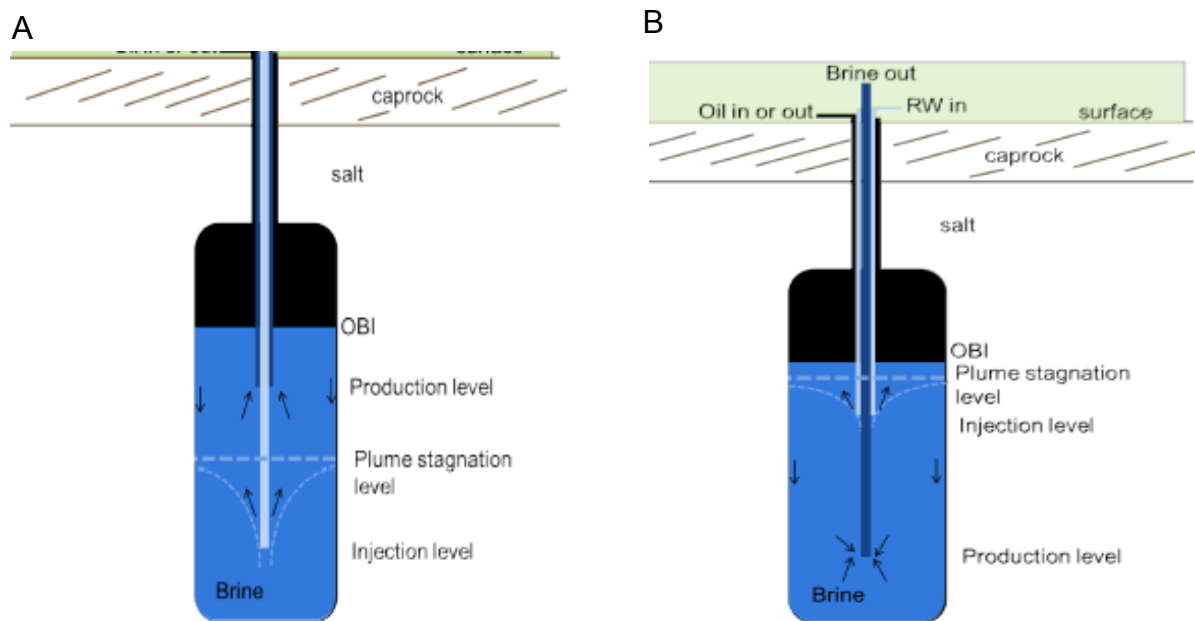 A
surface
caprock
salt
OBI
Production level
Plume stagnation
level
Injection level
Brine
B
Brine out
RW in
Oil in or out
surface
caprock
salt
OBI
Plume stagnation
level
Injection level
Production level
Brine